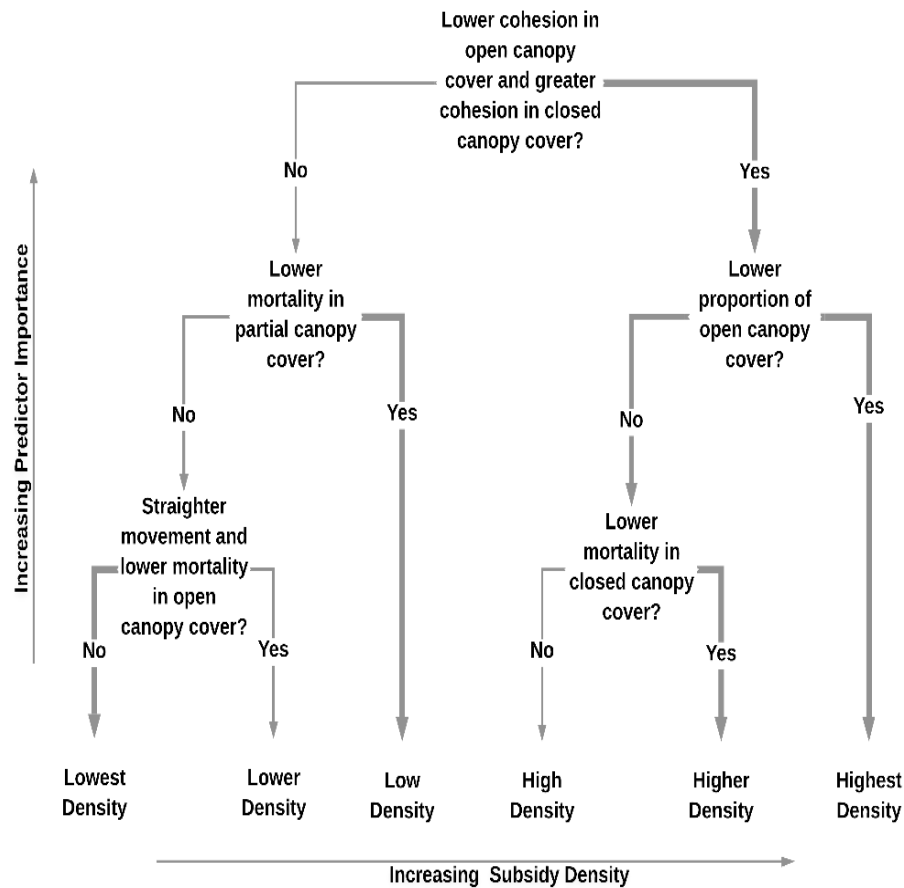 Lower cohesion in
open canopy
cover and greater
cohesion in closed
canopy cover?
No
Yes
Increasing Predictor Importance
Lower
mortality in
partial canopy
cover?
Lower
proportion of
open canopy
cover?
No
Yes
No
Yes
Straighter
movement and
lower mortality
in open
canopy cover?
Lower
mortality in
closed canopy
cover?
No
Yes
No
Yes
Lowest
Density
Lower
Density
Low
Density
High
Density
Higher
Density
Highest
Density
Increasing Subsidy Density